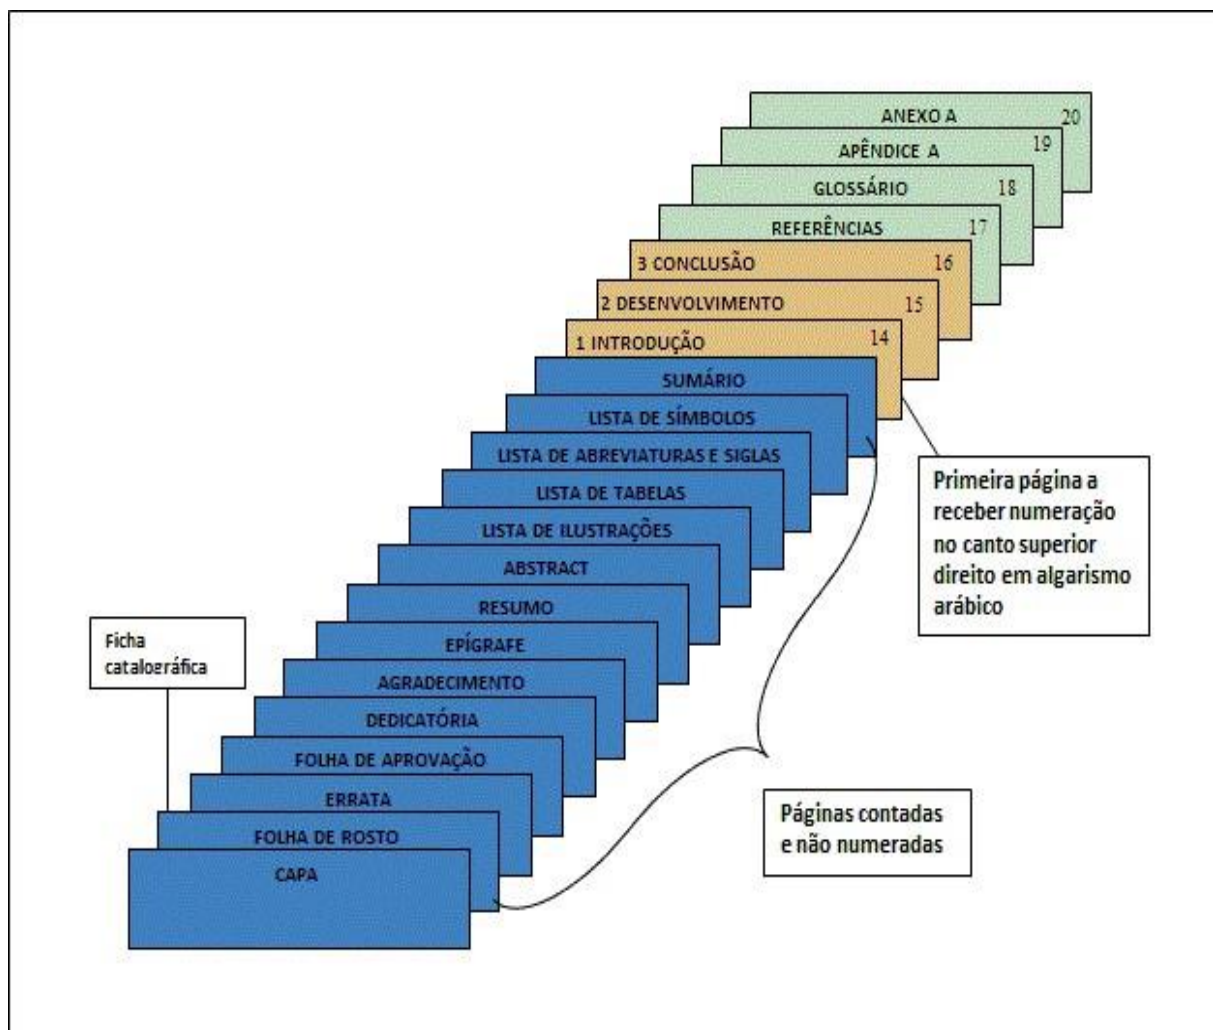 ANEXO A 20
APÊNDICE A 19
GLOSSÁRIO 18
REFERÊNCIAS 17
3 CONCLUSÃO 16
2 DESENVOLVIMENTO 15
1 INTRODUÇÃO 14
SUMÁRIO
LISTA DE SÍMBOLOS
LISTA DE ABREVIATURAS E SIGLAS
LISTA DE TABELAS
LISTA DE ILUSTRAÇÕES
ABSTRACT
RESUMO
EPÍGRAFE
AGRADECIMENTO
DEDICATÓRIA
FOLHA DE APROVAÇÃO
ERRATA
FOLHA DE ROSTO
CAPA
Primeira página a
receber numeração
no canto superior
direito em algarismo
arábico
Ficha
catalográfica
Páginas contadas
e não numeradas